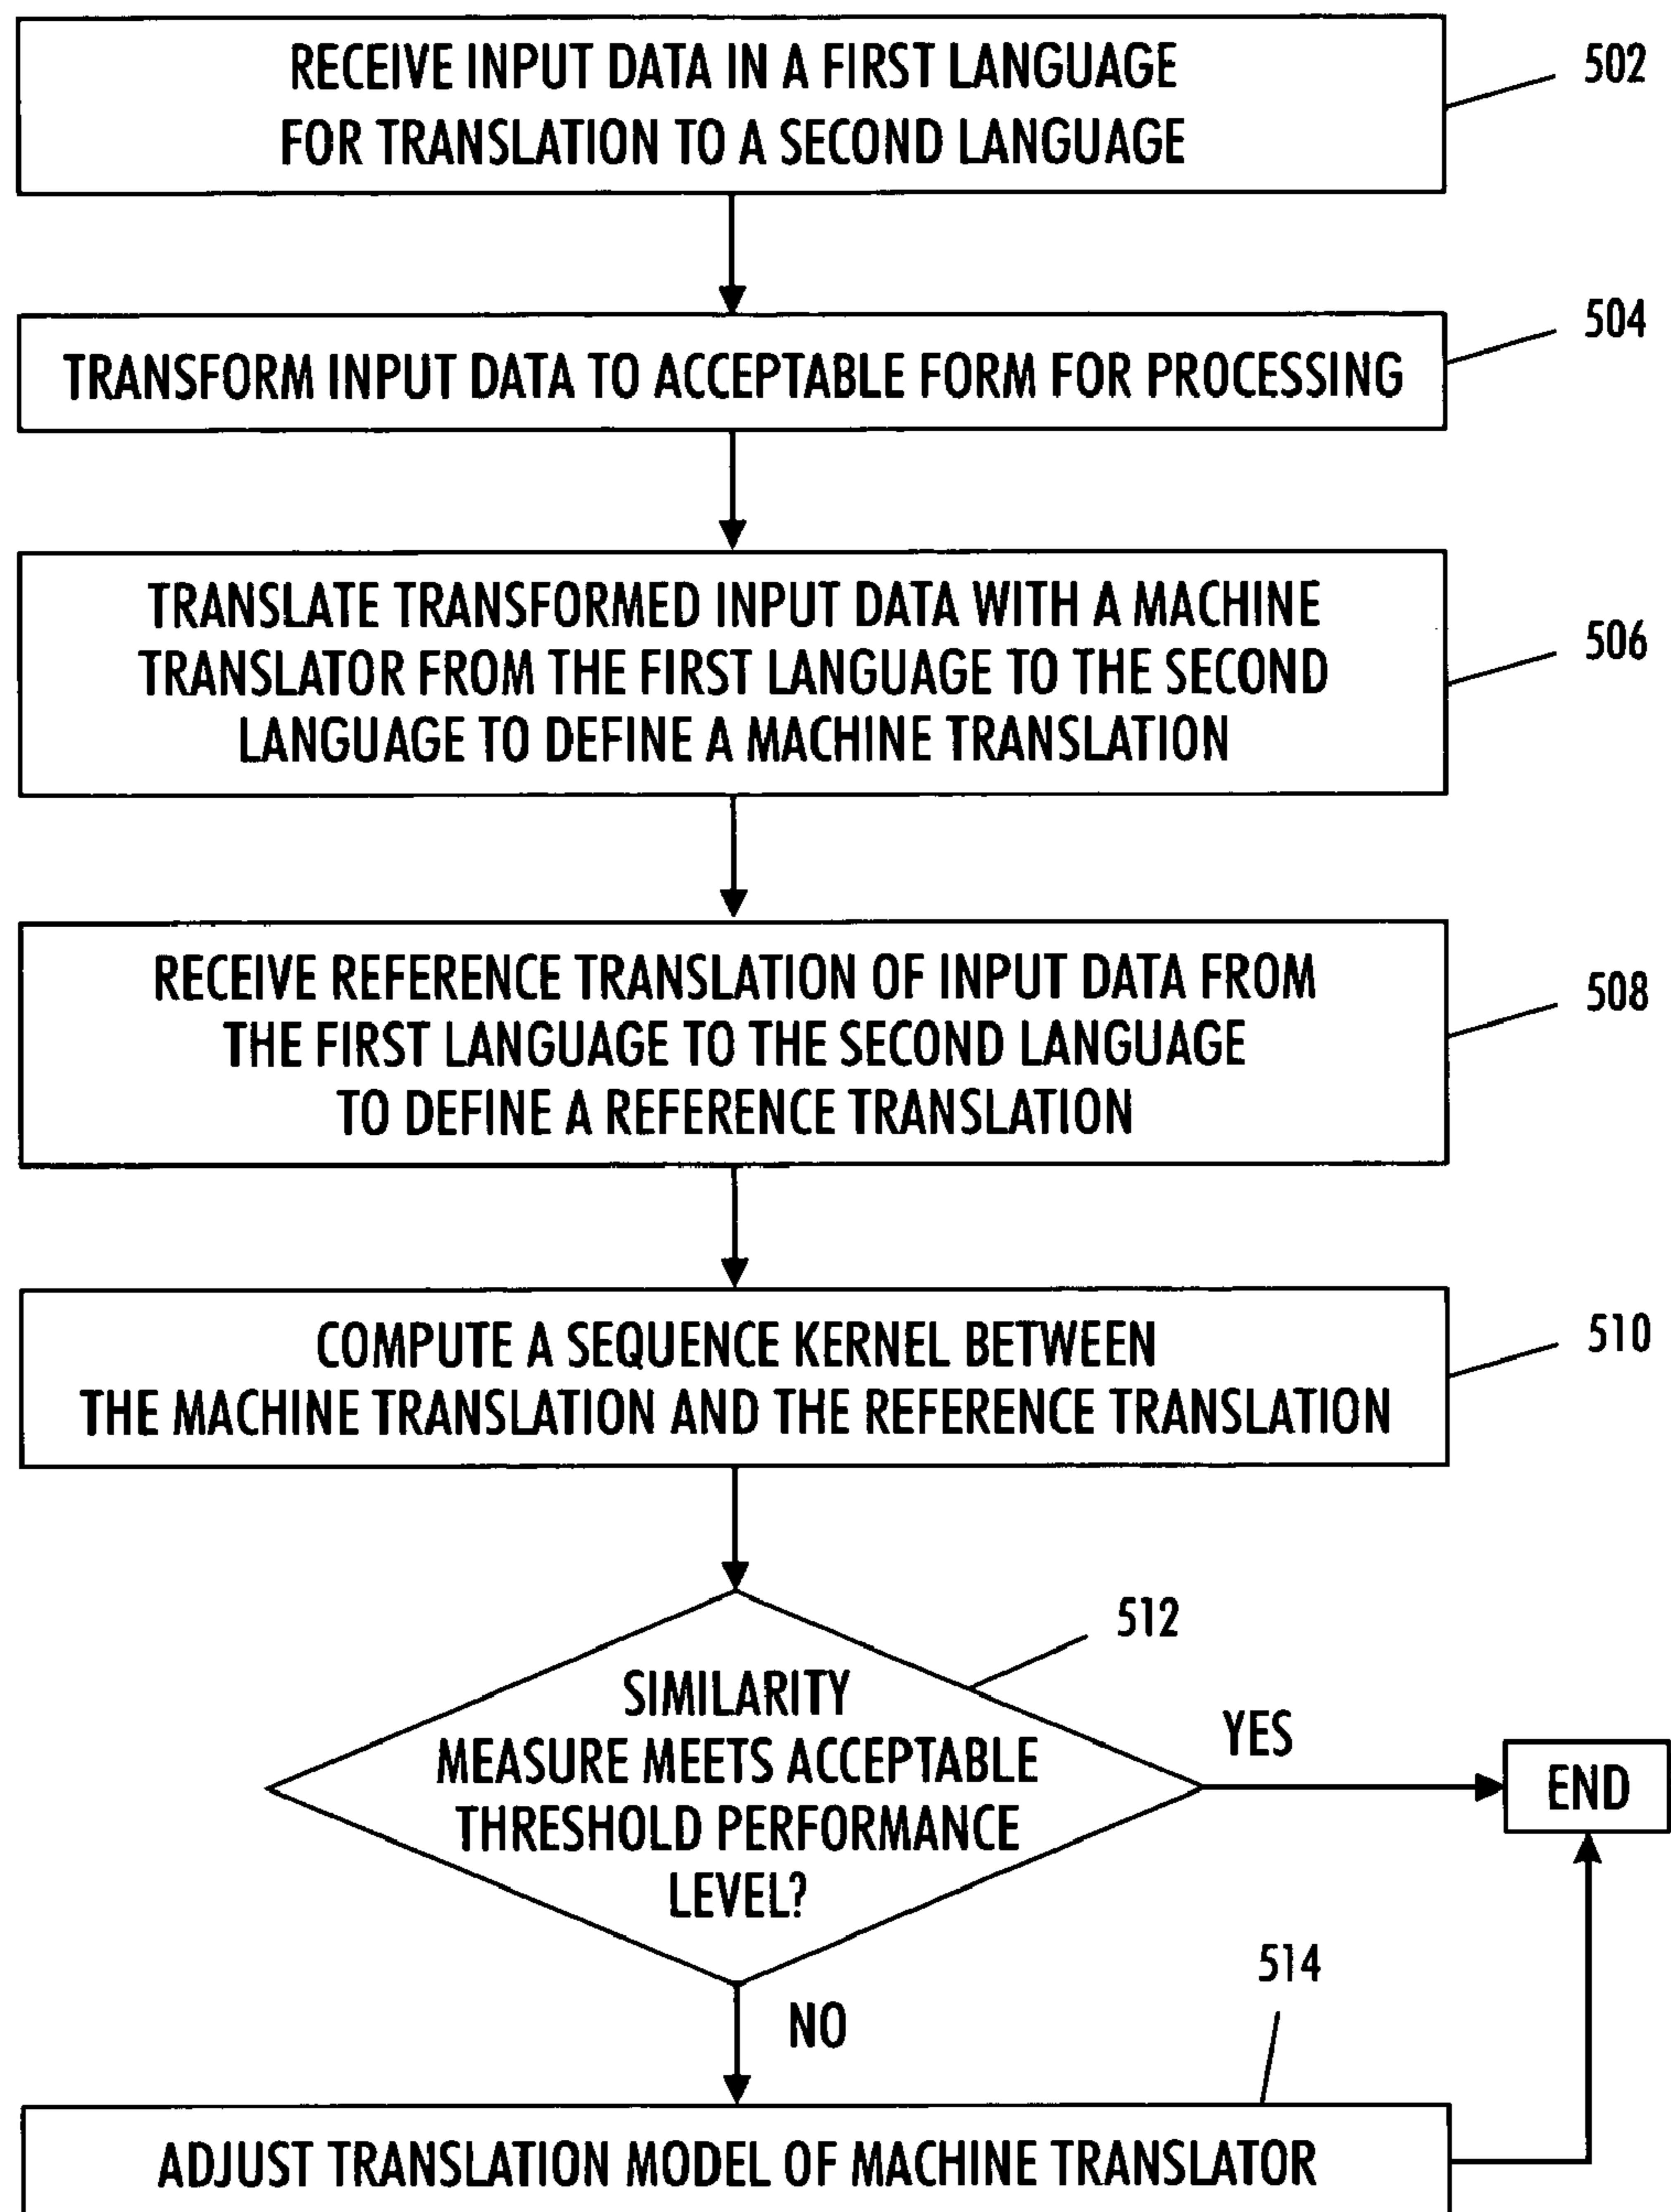 RECEIVE INPUT DATA IN A FIRST LANGUAGE
FOR TRANSLATION TO A SECOND LANGUAGE
502
TRANSFORM INPUT DATA TO ACCEPTABLE FORM FOR PROCESSING
504
TRANSLATE TRANSFORMED INPUT DATA WITH A MACHINE
TRANSLATOR FROM THE FIRST LANGUAGE TO THE SECOND
LANGUAGE TO DEFINE A MACHINE TRANSLATION
506
RECEIVE REFERENCE TRANSLATION OF INPUT DATA FROM
THE FIRST LANGUAGE TO THE SECOND LANGUAGE
TO DEFINE A REFERENCE TRANSLATION
508
COMPUTE A SEQUENCE KERNEL BETWEEN
THE MACHINE TRANSLATION AND THE REFERENCE TRANSLATION
510
512
SIMILARITY
MEASURE MEETS ACCEPTABLE
THRESHOLD PERFORMANCE
LEVEL?
YES
END
NO
514
ADJUST TRANSLATION MODEL OF MACHINE TRANSLATOR